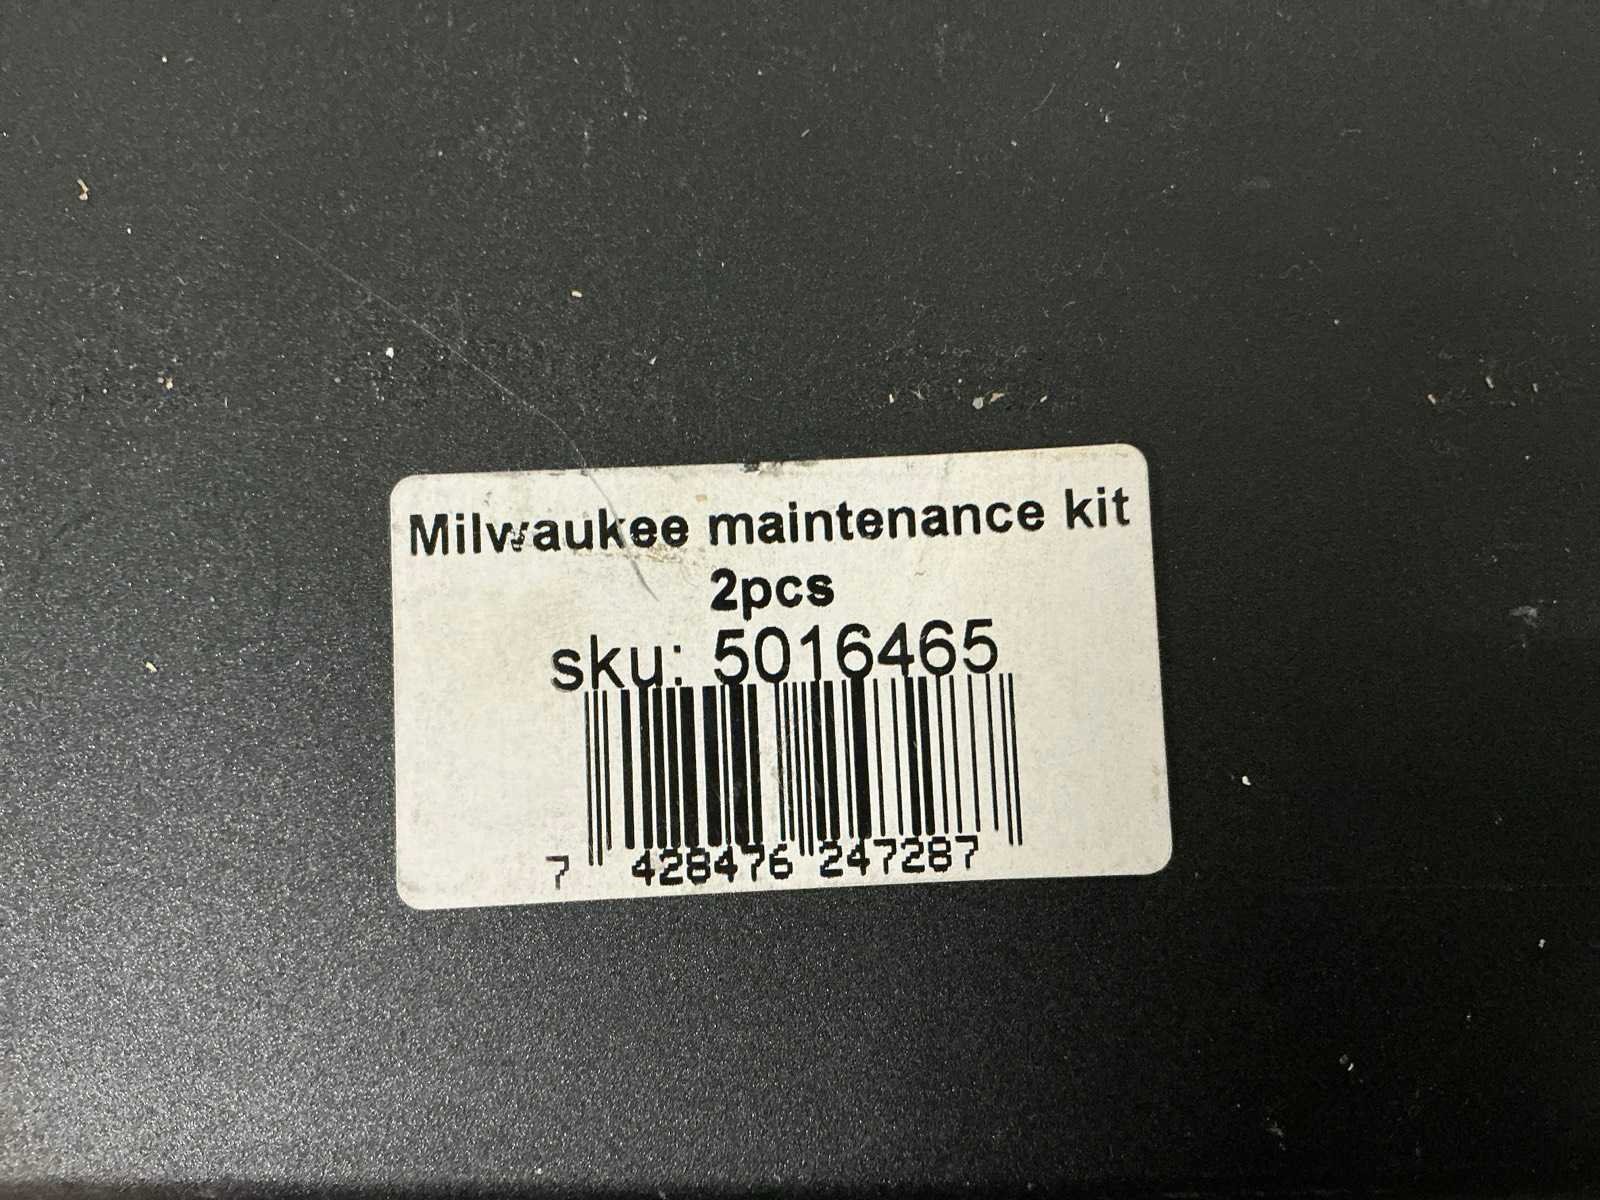 Milwaukee maintenance kit
2pcs
sku: 5016465
7 428476 247287